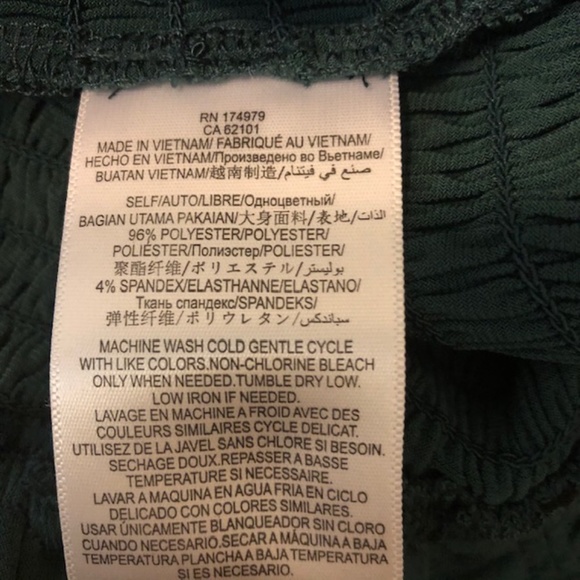 RN 174979
CA 62101
MADE IN VIETNAM/ FABRIQUÉ AU VIETNAM/
HECHO EN VIETNAM/Произведено во Вьетнаме/
BUATAN VIETNAM/越南制造/صنع في فيتنام/
SELF/AUTO/LIBRE/Одноцветный/
BAGIAN UTAMA PAKAIAN/大身面料/表地/الذات/
96% POLYESTER/POLYESTER/
POLIÉSTER/Полиэстер/POLIESTER/
聚酯纤维/ポリエステル/بوليستر/
4% SPANDEX/ELASTHANNE/ELASTANO/
Ткань спандекс/SPANDEKS/
弹性纤维/ポリウレタン/سباندكس/
MACHINE WASH COLD GENTLE CYCLE
WITH LIKE COLORS.NON-CHLORINE BLEACH
ONLY WHEN NEEDED.TUMBLE DRY LOW.
LOW IRON IF NEEDED.
LAVAGE EN MACHINE A FROID AVEC DES
COULEURS SIMILAIRES CYCLE DELICAT.
UTILISEZ DE LA JAVEL SANS CHLORE SI BESOIN.
SECHAGE DOUX.REPASSER A BASSE
TEMPERATURE SI NECESSAIRE.
LAVAR A MAQUINA EN AGUA FRIA EN CICLO
DELICADO CON COLORES SIMILARES.
USAR ÚNICAMENTE BLANQUEADOR SIN CLORO
CUANDO NECESARIO.SECAR A MÁQUINA A BAJA
TEMPERATURA PLANCHA A BAJA TEMPERATURA
SI ES NECESARIO.